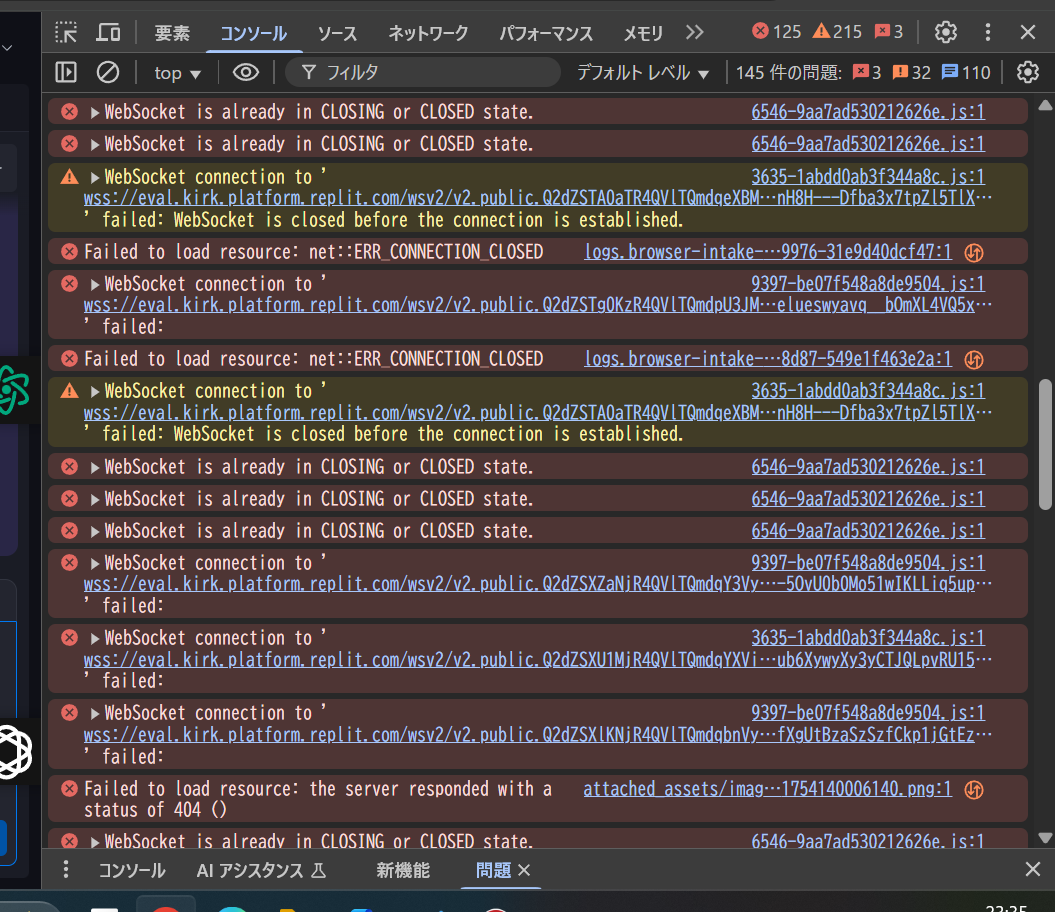 要素 コンソール ソース ネットワーク パフォーマンス メモリ 125 215 3
top フィルタ デフォルト レベル 145 件の問題: 3 32 110
WebSocket is already in CLOSING or CLOSED state. 6546-9aa7ad530212626e.js:1
WebSocket is already in CLOSING or CLOSED state. 6546-9aa7ad530212626e.js:1
WebSocket connection to ' 3635-1abdd0ab3f344a8c.js:1
wss://eval.kirk.platform.replit.com/wsv2/v2.public.Q2dZSTA0aTR4QVlTQmdqeXBM…nH8H---Dfba3x7tpZl5TlX…
' failed: WebSocket is closed before the connection is established.
Failed to load resource: net::ERR_CONNECTION_CLOSED logs.browser-intake-…9976-31e9d40dcf47:1
WebSocket connection to ' 9397-be07f548a8de9504.js:1
wss://eval.kirk.platform.replit.com/wsv2/v2.public.Q2dZSTg0KzR4QVlTQmdpU3JM…elueswyavq__bOmXL4VQ5x…
' failed:
Failed to load resource: net::ERR_CONNECTION_CLOSED logs.browser-intake-…8d87-549e1f463e2a:1
WebSocket connection to ' 3635-1abdd0ab3f344a8c.js:1
wss://eval.kirk.platform.replit.com/wsv2/v2.public.Q2dZSTA0aTR4QVlTQmdqeXBM…nH8H---Dfba3x7tpZl5TlX…
' failed: WebSocket is closed before the connection is established.
WebSocket is already in CLOSING or CLOSED state. 6546-9aa7ad530212626e.js:1
WebSocket is already in CLOSING or CLOSED state. 6546-9aa7ad530212626e.js:1
WebSocket is already in CLOSING or CLOSED state. 6546-9aa7ad530212626e.js:1
WebSocket connection to ' 9397-be07f548a8de9504.js:1
wss://eval.kirk.platform.replit.com/wsv2/v2.public.Q2dZSXZaNjR4QVlTQmdqY3Vy…-5OvUObOMo51wIKLLiq5up…
' failed:
WebSocket connection to ' 3635-1abdd0ab3f344a8c.js:1
wss://eval.kirk.platform.replit.com/wsv2/v2.public.Q2dZSXU1MjR4QVlTQmdqYXVi…ub6XywyXy3yCTJQLpvRU15…
' failed:
WebSocket connection to ' 9397-be07f548a8de9504.js:1
wss://eval.kirk.platform.replit.com/wsv2/v2.public.Q2dZSXlKNjR4QVlTQmdqbnVy…fXgUtBzaSzSzfCkp1jGtEz…
' failed:
Failed to load resource: the server responded with a attached_assets/imag…1754140006140.png:1
status of 404 ()
WebSocket is already in CLOSING or CLOSED state. 6546-9aa7ad530212626e.js:1
コンソール AI アシスタンス 新機能 問題